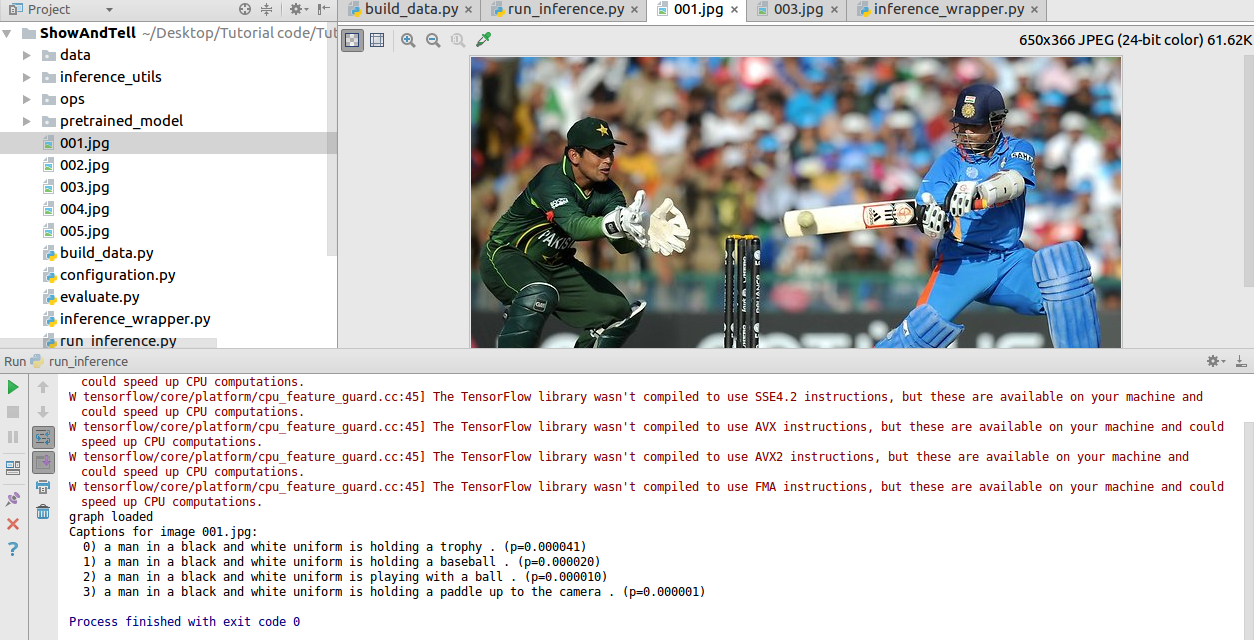 Project
build_data.py
run_inference.py
001.jpg
003.jpg
inference_wrapper.py
ShowAndTell ~/Desktop/Tutorial code/Tut
650x366 JPEG (24-bit color) 61.62K
data
inference_utils
ops
pretrained_model
001.jpg
002.jpg
003.jpg
004.jpg
005.jpg
build_data.py
configuration.py
evaluate.py
inference_wrapper.py
run_inference.py
PAKIS
SAHARA
adidas
Run run_inference
could speed up CPU computations.
W tensorflow/core/platform/cpu_feature_guard.cc:45] The TensorFlow library wasn't compiled to use SSE4.2 instructions, but these are available on your machine and
could speed up CPU computations.
W tensorflow/core/platform/cpu_feature_guard.cc:45] The TensorFlow library wasn't compiled to use AVX instructions, but these are available on your machine and could
speed up CPU computations.
W tensorflow/core/platform/cpu_feature_guard.cc:45] The TensorFlow library wasn't compiled to use AVX2 instructions, but these are available on your machine and
could speed up CPU computations.
W tensorflow/core/platform/cpu_feature_guard.cc:45] The TensorFlow library wasn't compiled to use FMA instructions, but these are available on your machine and could
speed up CPU computations.
graph loaded
Captions for image 001.jpg:
0) a man in a black and white uniform is holding a trophy . (p=0.000041)
1) a man in a black and white uniform is holding a baseball . (p=0.000020)
2) a man in a black and white uniform is playing with a ball . (p=0.000010)
3) a man in a black and white uniform is holding a paddle up to the camera . (p=0.000001)
Process finished with exit code 0